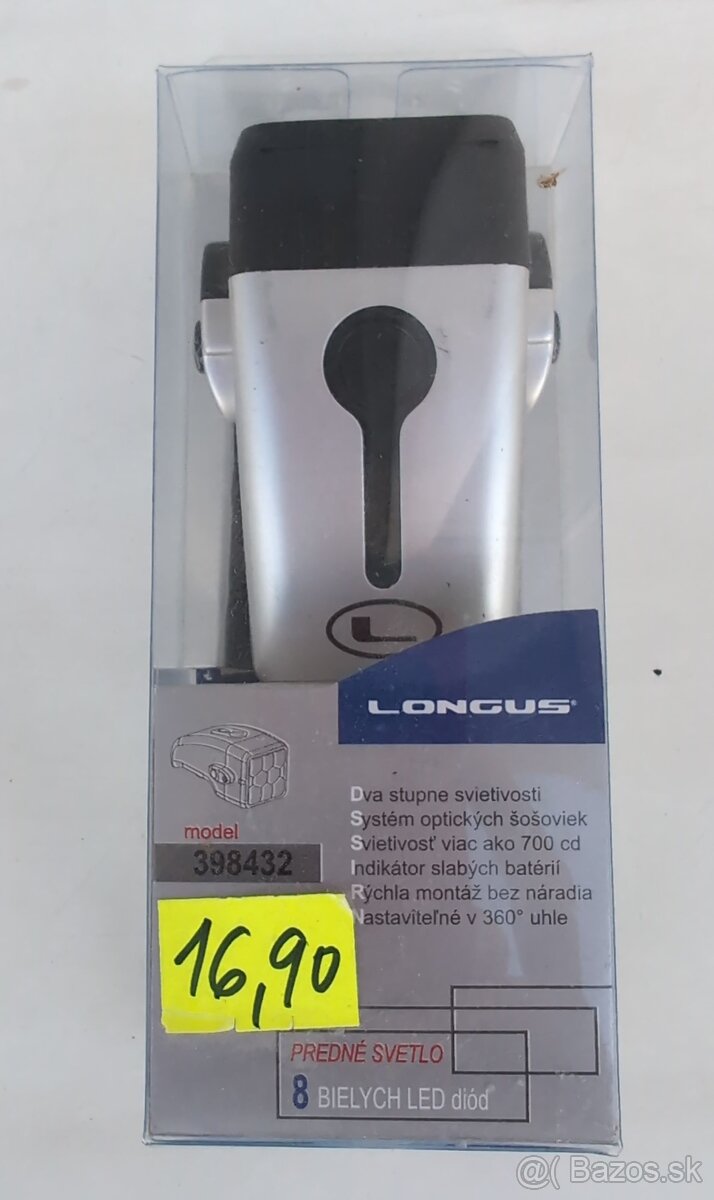 L
LONGUS®
Dva stupne svietivosti
Systém optických šošoviek
Svietivosť viac ako 700 cd
Indikátor slabých batérií
Rýchla montáž bez náradia
Nastaviteľné v 360° uhle
model
398432
16,90
PREDNÉ SVETLO
8 BIELYCH LED diód
@( Bazos.sk